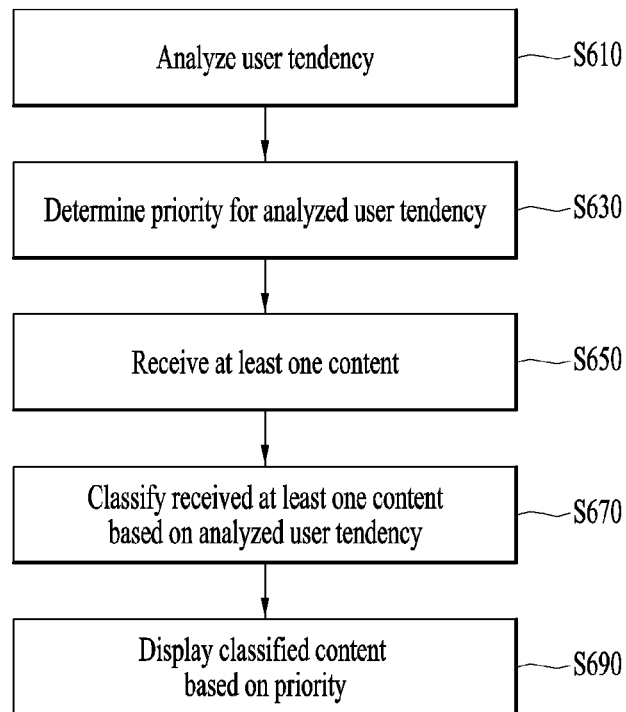 Analyze user tendency
S610
Determine priority for analyzed user tendency
S630
Receive at least one content
S650
Classify received at least one content
based on analyzed user tendency
S670
Display classified content
based on priority
S690